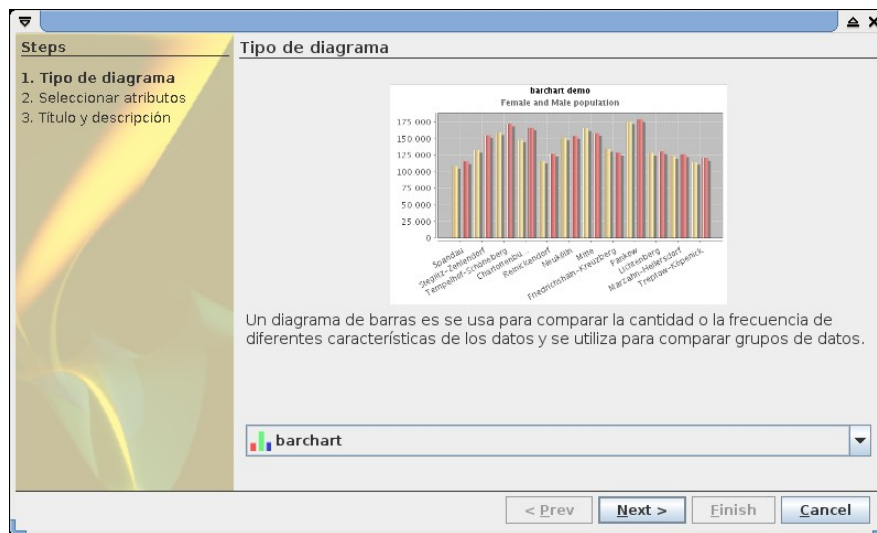 Steps
1. Tipo de diagrama
2. Seleccionar atributos
3. Título y descripción
Tipo de diagrama
barchart demo
Female and Male population
175 000
150 000
125 000
100 000
75 000
50 000
25 000
0
Spandau
Steglitz-Zehlendorf
Tempelhof-Schöneberg
Charlottenbu...
Reinickendorf
Neukölln
Mitte
Friedrichshain-Kreuzberg
Pankow
Lichtenberg
Marzahn-Hellersdorf
Treptow-Köpenick
Un diagrama de barras es se usa para comparar la cantidad o la frecuencia de
diferentes características de los datos y se utiliza para comparar grupos de datos.
barchart
< Prev
Next >
Finish
Cancel